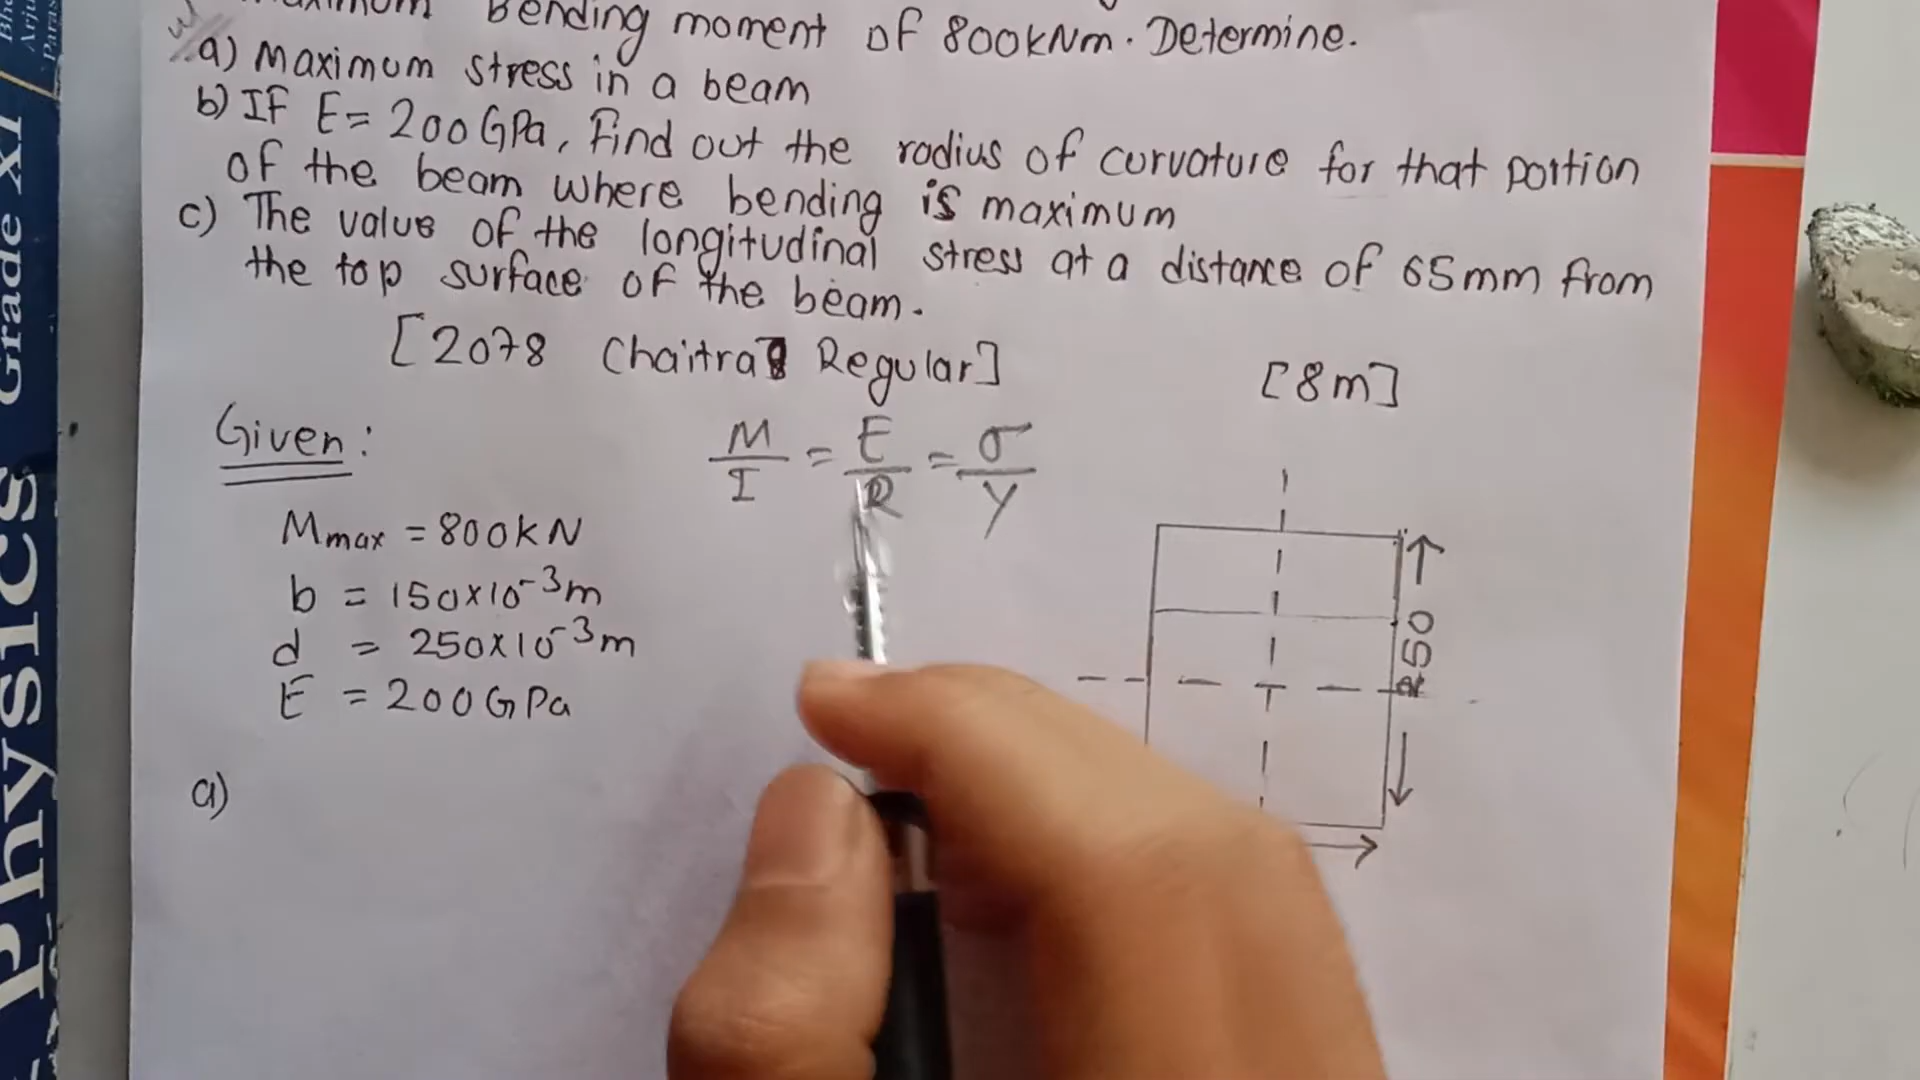 Bending moment of 800kNm. Determine.
a) Maximum stress in a beam
b) If E = 200GPa, Find out the radius of curvature for that portion
of the beam where bending is maximum
c) The value of the longitudinal stress at a distance of 65mm from
the top surface of the beam.
[2078 Chaitra Regular] [8m]
Given:
M/I = E/R = σ/Y
Mmax = 800kN
b = 150×10⁻³m
d = 250×10⁻³m
E = 200GPa
250
a)
Physics Grade XI